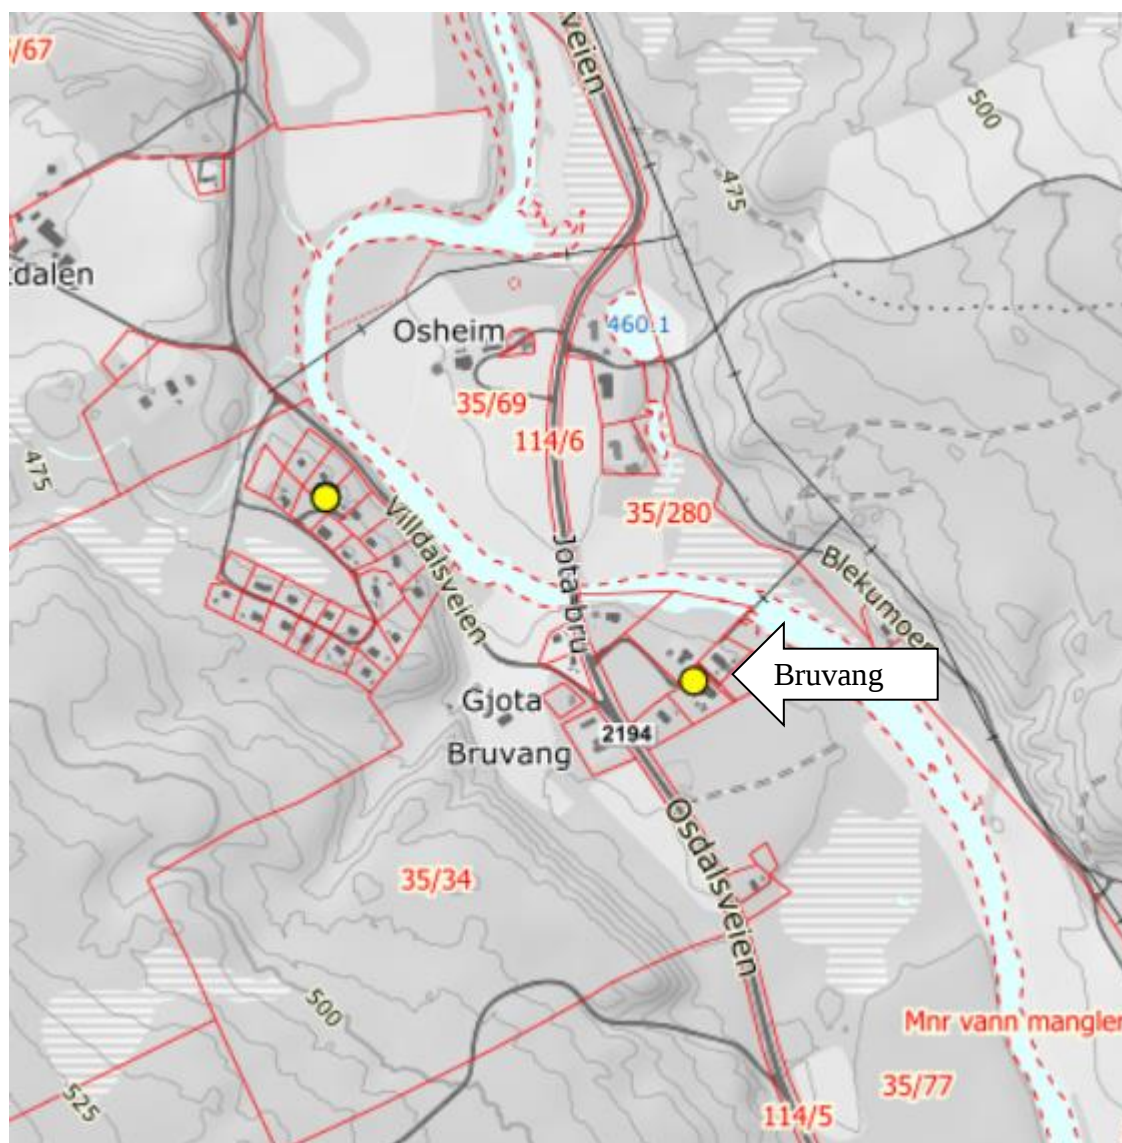 /67
veien
500
475
dalen
Osheim
460.1
35/69
114/6
475
35/280
Villdalsveien
Jota bru
Blekumoen
Bruvang
Gjota
2194
Bruvang
Osdalsveien
35/34
500
Mnr vann mangler
35/77
525
114/5